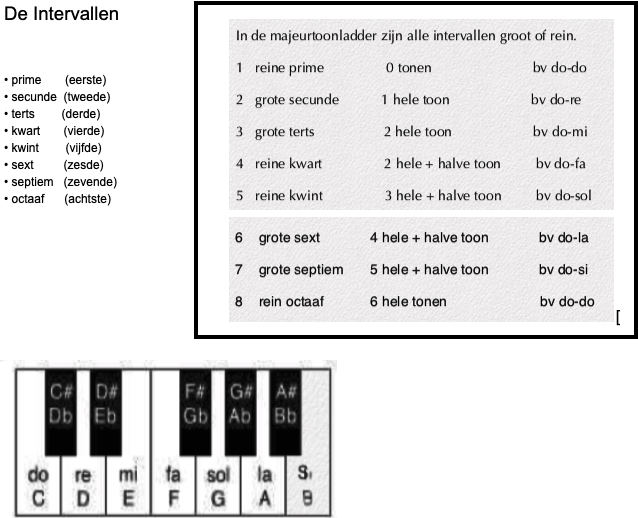 De Intervallen
• prime (eerste)
• secunde (tweede)
• terts (derde)
• kwart (vierde)
• kwint (vijfde)
• sext (zesde)
• septiem (zevende)
• octaaf (achtste)
In de majeurtoonladder zijn alle intervallen groot of rein.
1 reine prime 0 tonen bv do-do
2 grote secunde 1 hele toon bv do-re
3 grote terts 2 hele toon bv do-mi
4 reine kwart 2 hele + halve toon bv do-fa
5 reine kwint 3 hele + halve toon bv do-sol
6 grote sext 4 hele + halve toon bv do-la
7 grote septiem 5 hele + halve toon bv do-si
8 rein octaaf 6 hele tonen bv do-do
[
C# D# F# G# A#
Db Eb Gb Ab Bb
do re mi fa sol la Si
C D E F G A B